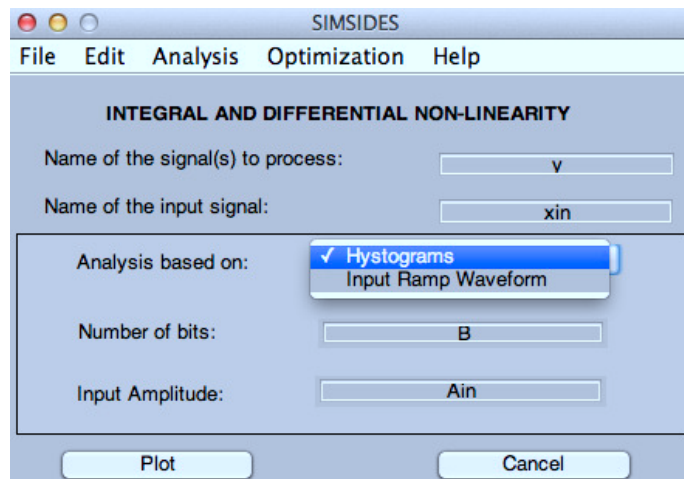 SIMSIDES
File Edit Analysis Optimization Help
INTEGRAL AND DIFFERENTIAL NON-LINEARITY
Name of the signal(s) to process: v
Name of the input signal: xin
Analysis based on: ✓ Hystograms
Input Ramp Waveform
Number of bits: B
Input Amplitude: Ain
Plot Cancel